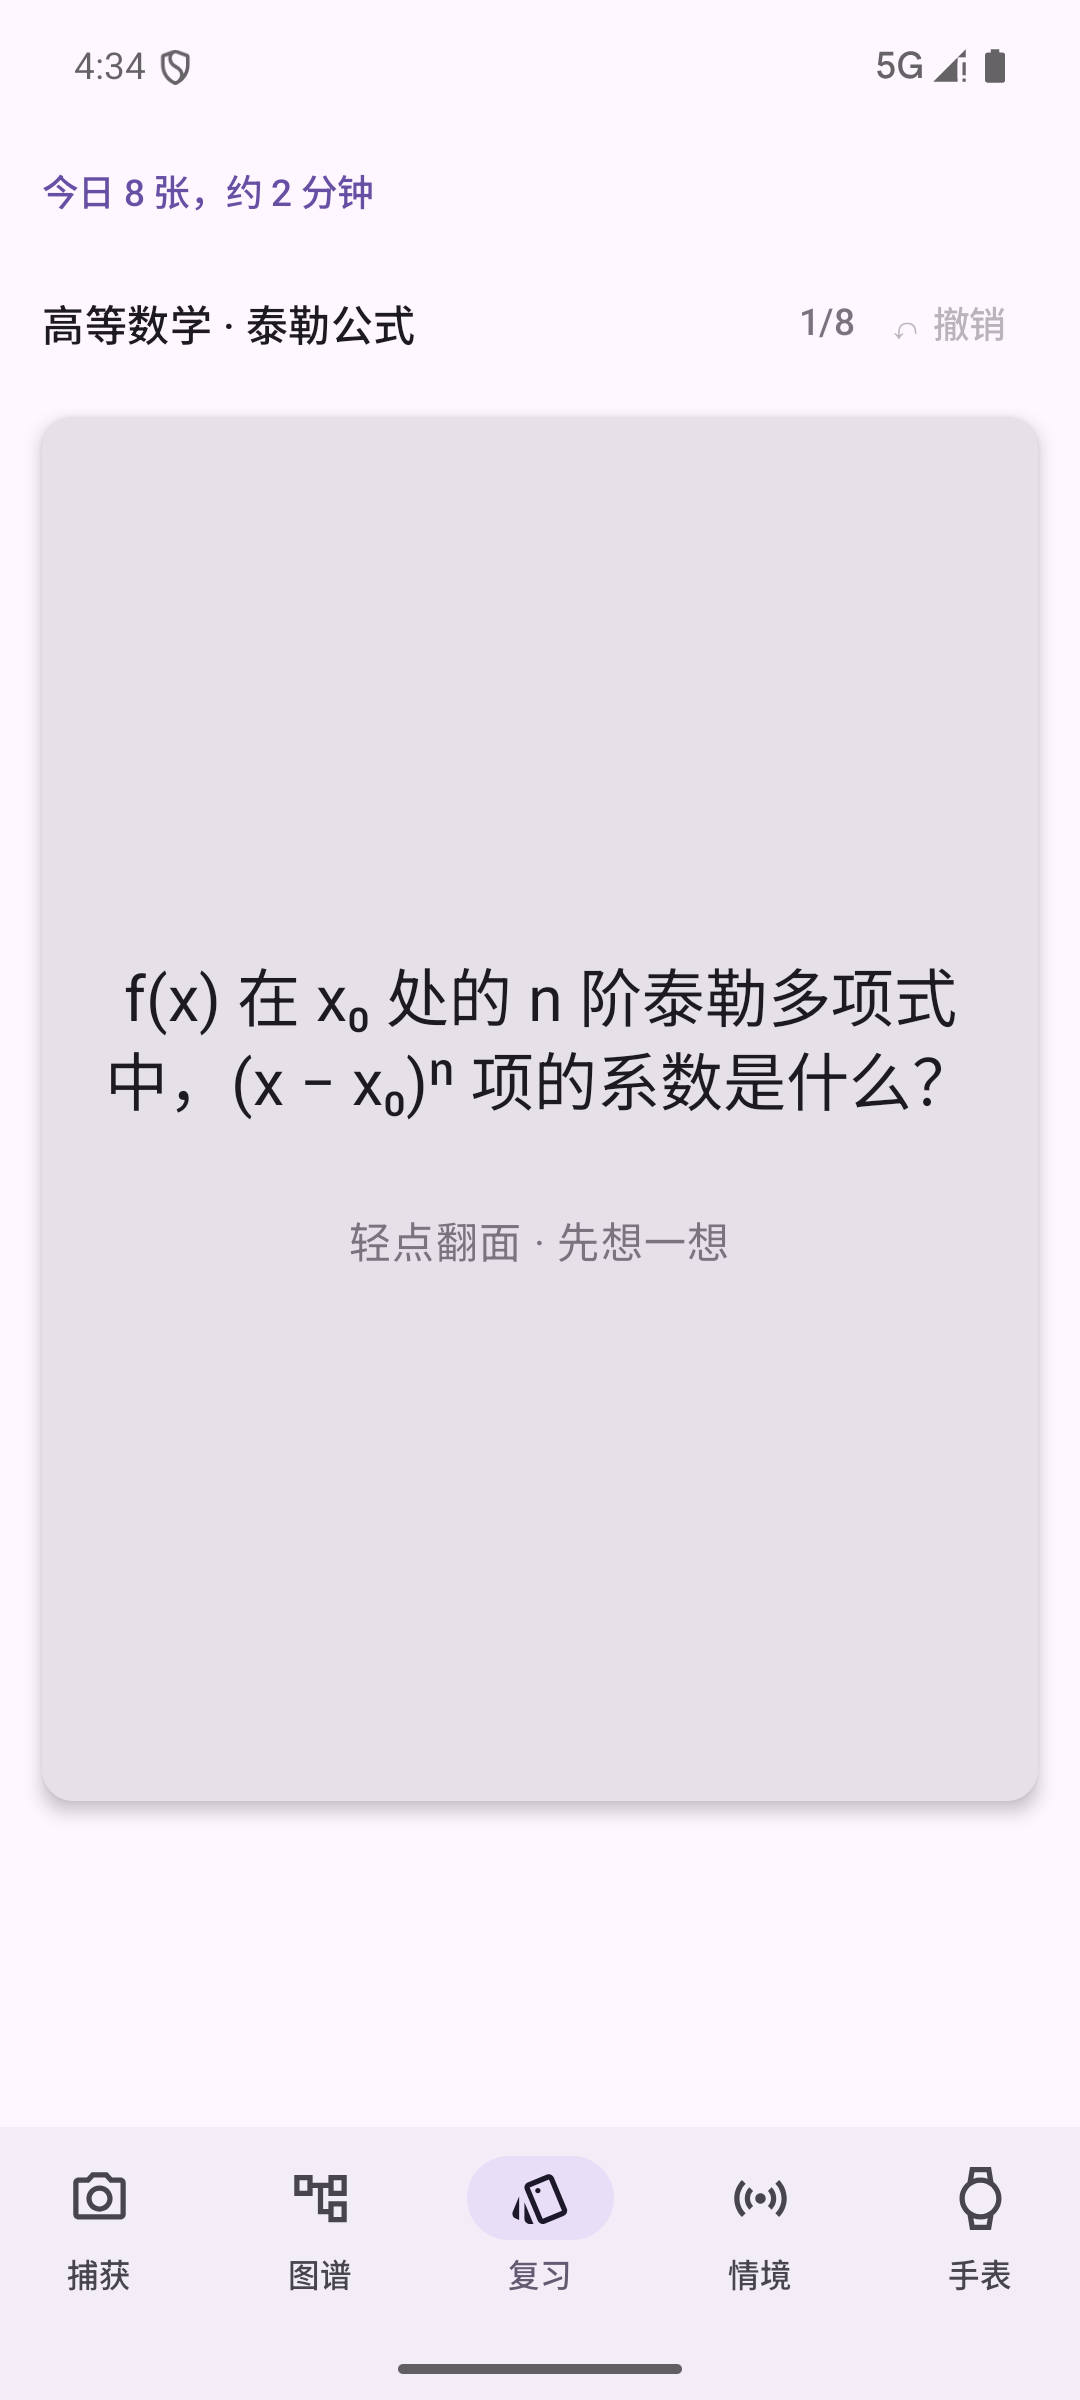 4:34
5G
今日 8 张，约 2 分钟
高等数学 · 泰勒公式
1/8
撤销
f(x) 在 x₀ 处的 n 阶泰勒多项式
中，(x − x₀)ⁿ 项的系数是什么？
轻点翻面 · 先想一想
捕获
图谱
复习
情境
手表